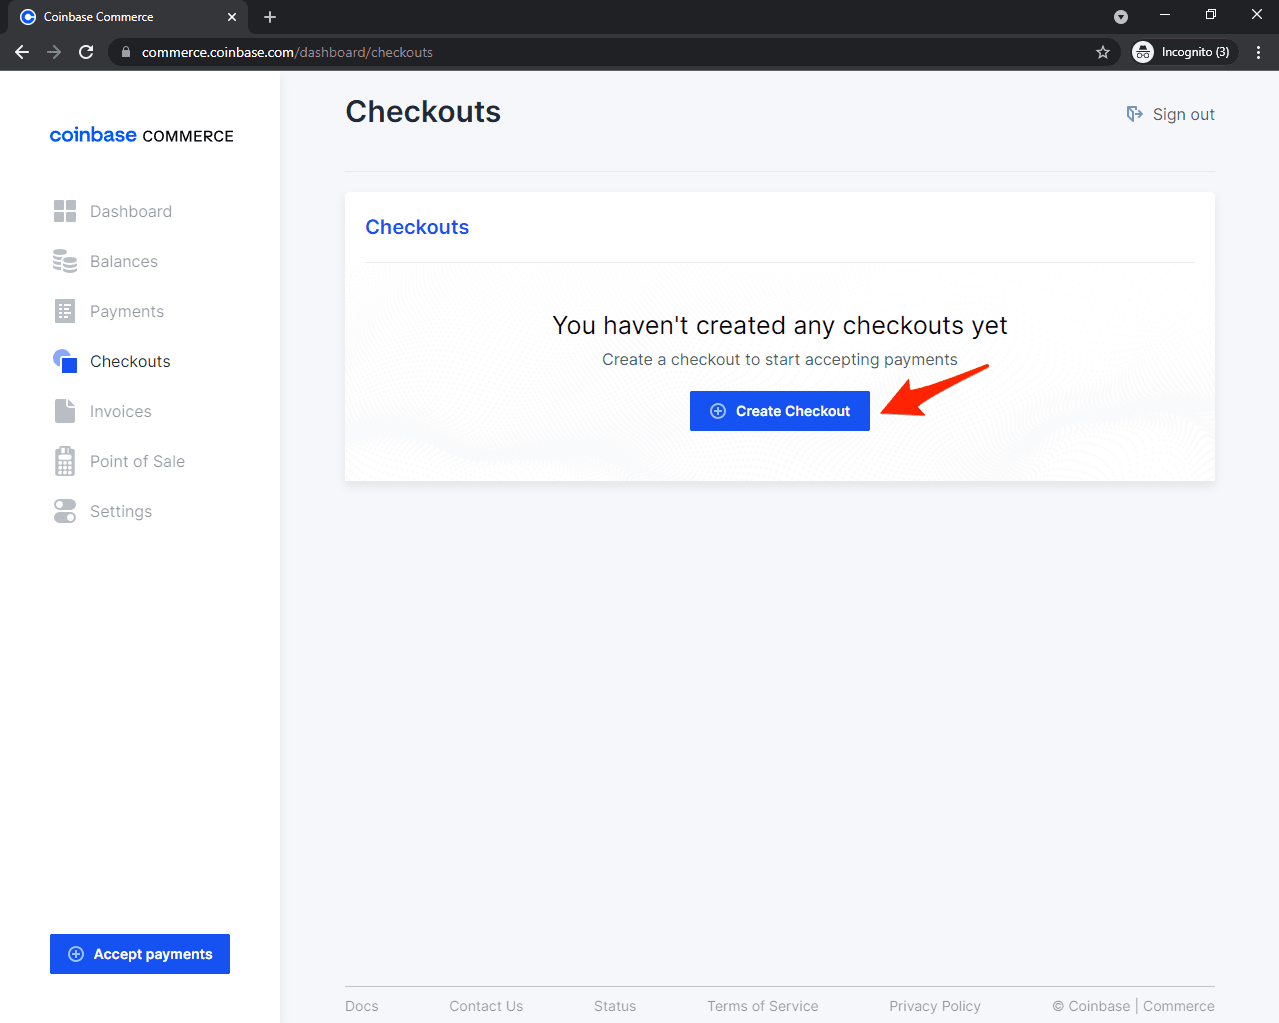 Coinbase Commerce
commerce.coinbase.com/dashboard/checkouts
Incognito (3)
coinbase COMMERCE
Dashboard
Balances
Payments
Checkouts
Invoices
Point of Sale
Settings
Accept payments
Checkouts
Sign out
Checkouts
You haven't created any checkouts yet
Create a checkout to start accepting payments
Create Checkout
Docs
Contact Us
Status
Terms of Service
Privacy Policy
© Coinbase | Commerce